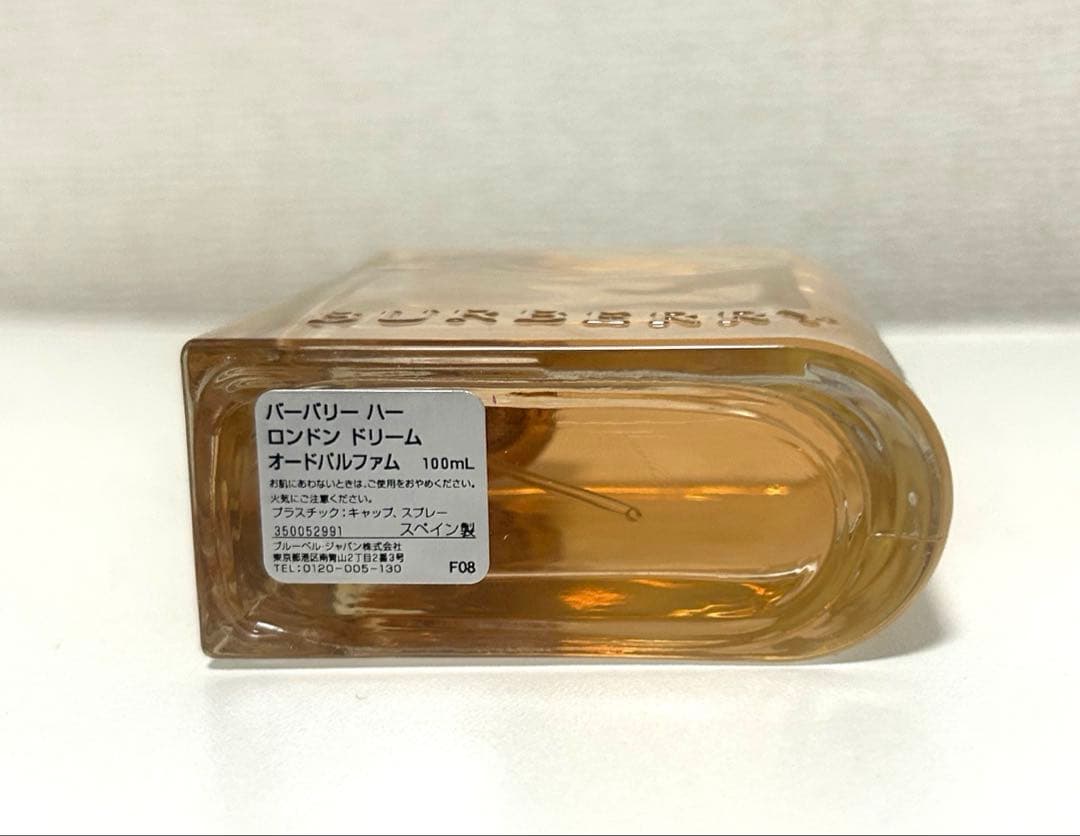 BURBERRY
バーバリー ハー
ロンドン ドリーム
オードパルファム 100mL
お肌にあわないときは、ご使用をおやめください。
火気にご注意ください。
プラスチック：キャップ、スプレー
350052991 スペイン製
ブルーベル・ジャパン株式会社
東京都港区南青山2丁目2番3号
TEL：0120-005-130 F08